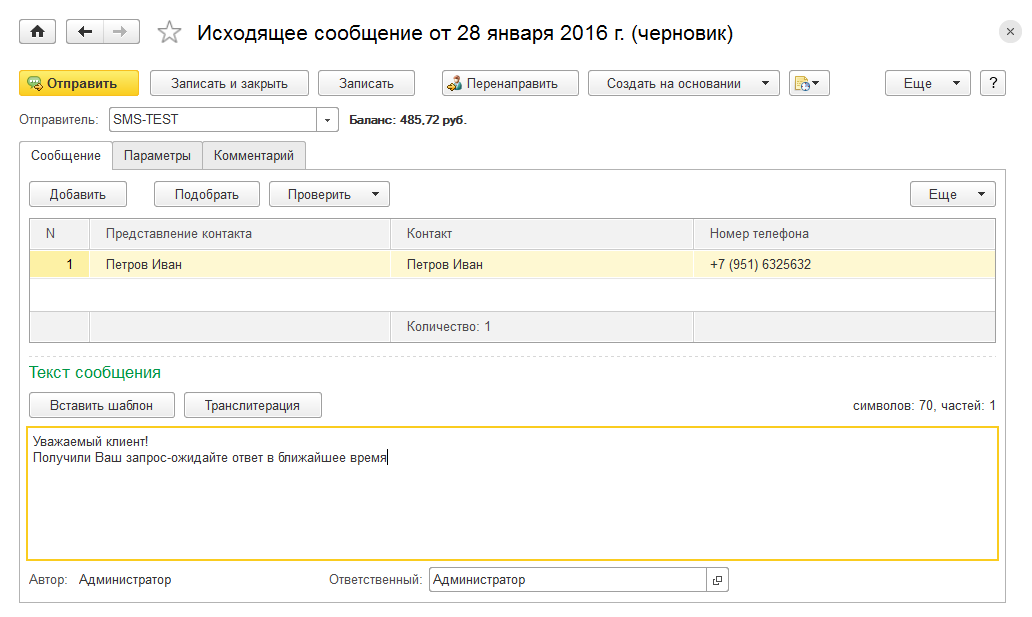 Исходящее сообщение от 28 января 2016 г. (черновик)
Отправить Записать и закрыть Записать Перенаправить Создать на основании Еще ?
Отправитель: SMS-TEST Баланс: 485,72 руб.
Сообщение Параметры Комментарий
Добавить Подобрать Проверить Еще
N Представление контакта Контакт Номер телефона
1 Петров Иван Петров Иван +7 (951) 6325632
Количество: 1
Текст сообщения
Вставить шаблон Транслитерация символов: 70, частей: 1
Уважаемый клиент!
Получили Ваш запрос-ожидайте ответ в ближайшее время
Автор: Администратор Ответственный: Администратор